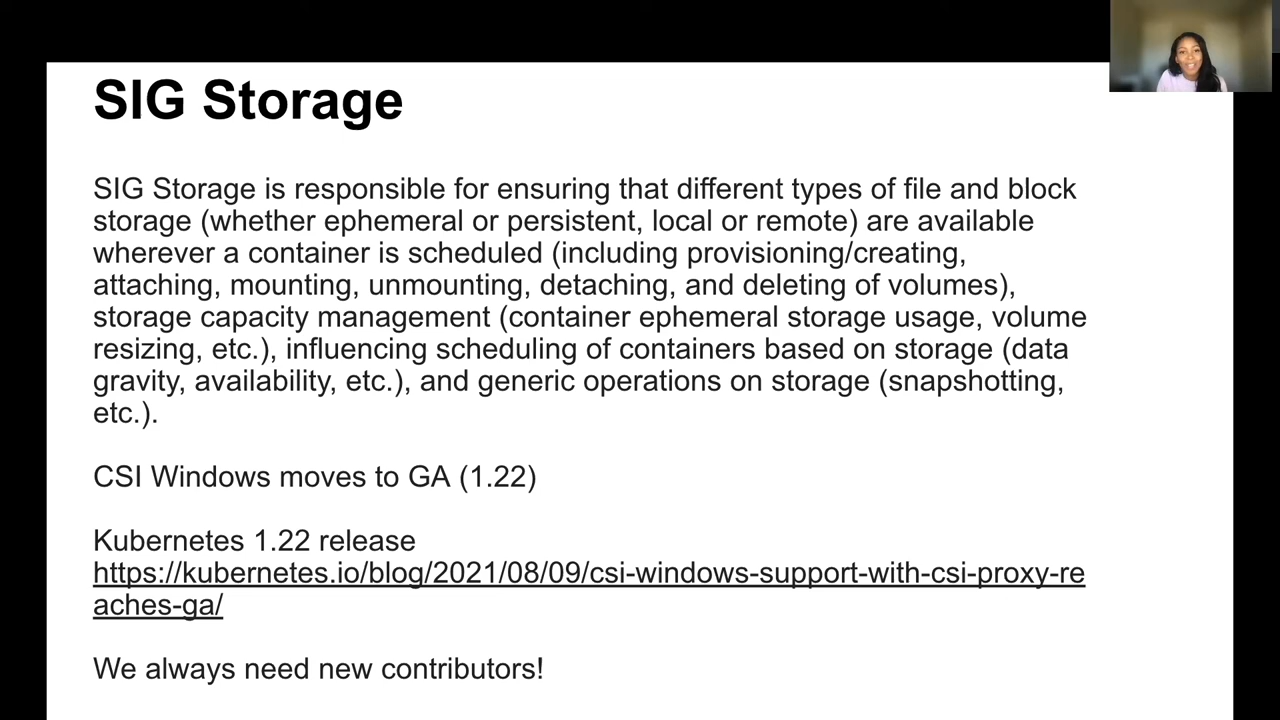 SIG Storage
SIG Storage is responsible for ensuring that different types of file and block
storage (whether ephemeral or persistent, local or remote) are available
wherever a container is scheduled (including provisioning/creating,
attaching, mounting, unmounting, detaching, and deleting of volumes),
storage capacity management (container ephemeral storage usage, volume
resizing, etc.), influencing scheduling of containers based on storage (data
gravity, availability, etc.), and generic operations on storage (snapshotting,
etc.).
CSI Windows moves to GA (1.22)
Kubernetes 1.22 release
https://kubernetes.io/blog/2021/08/09/csi-windows-support-with-csi-proxy-re
aches-ga/
We always need new contributors!